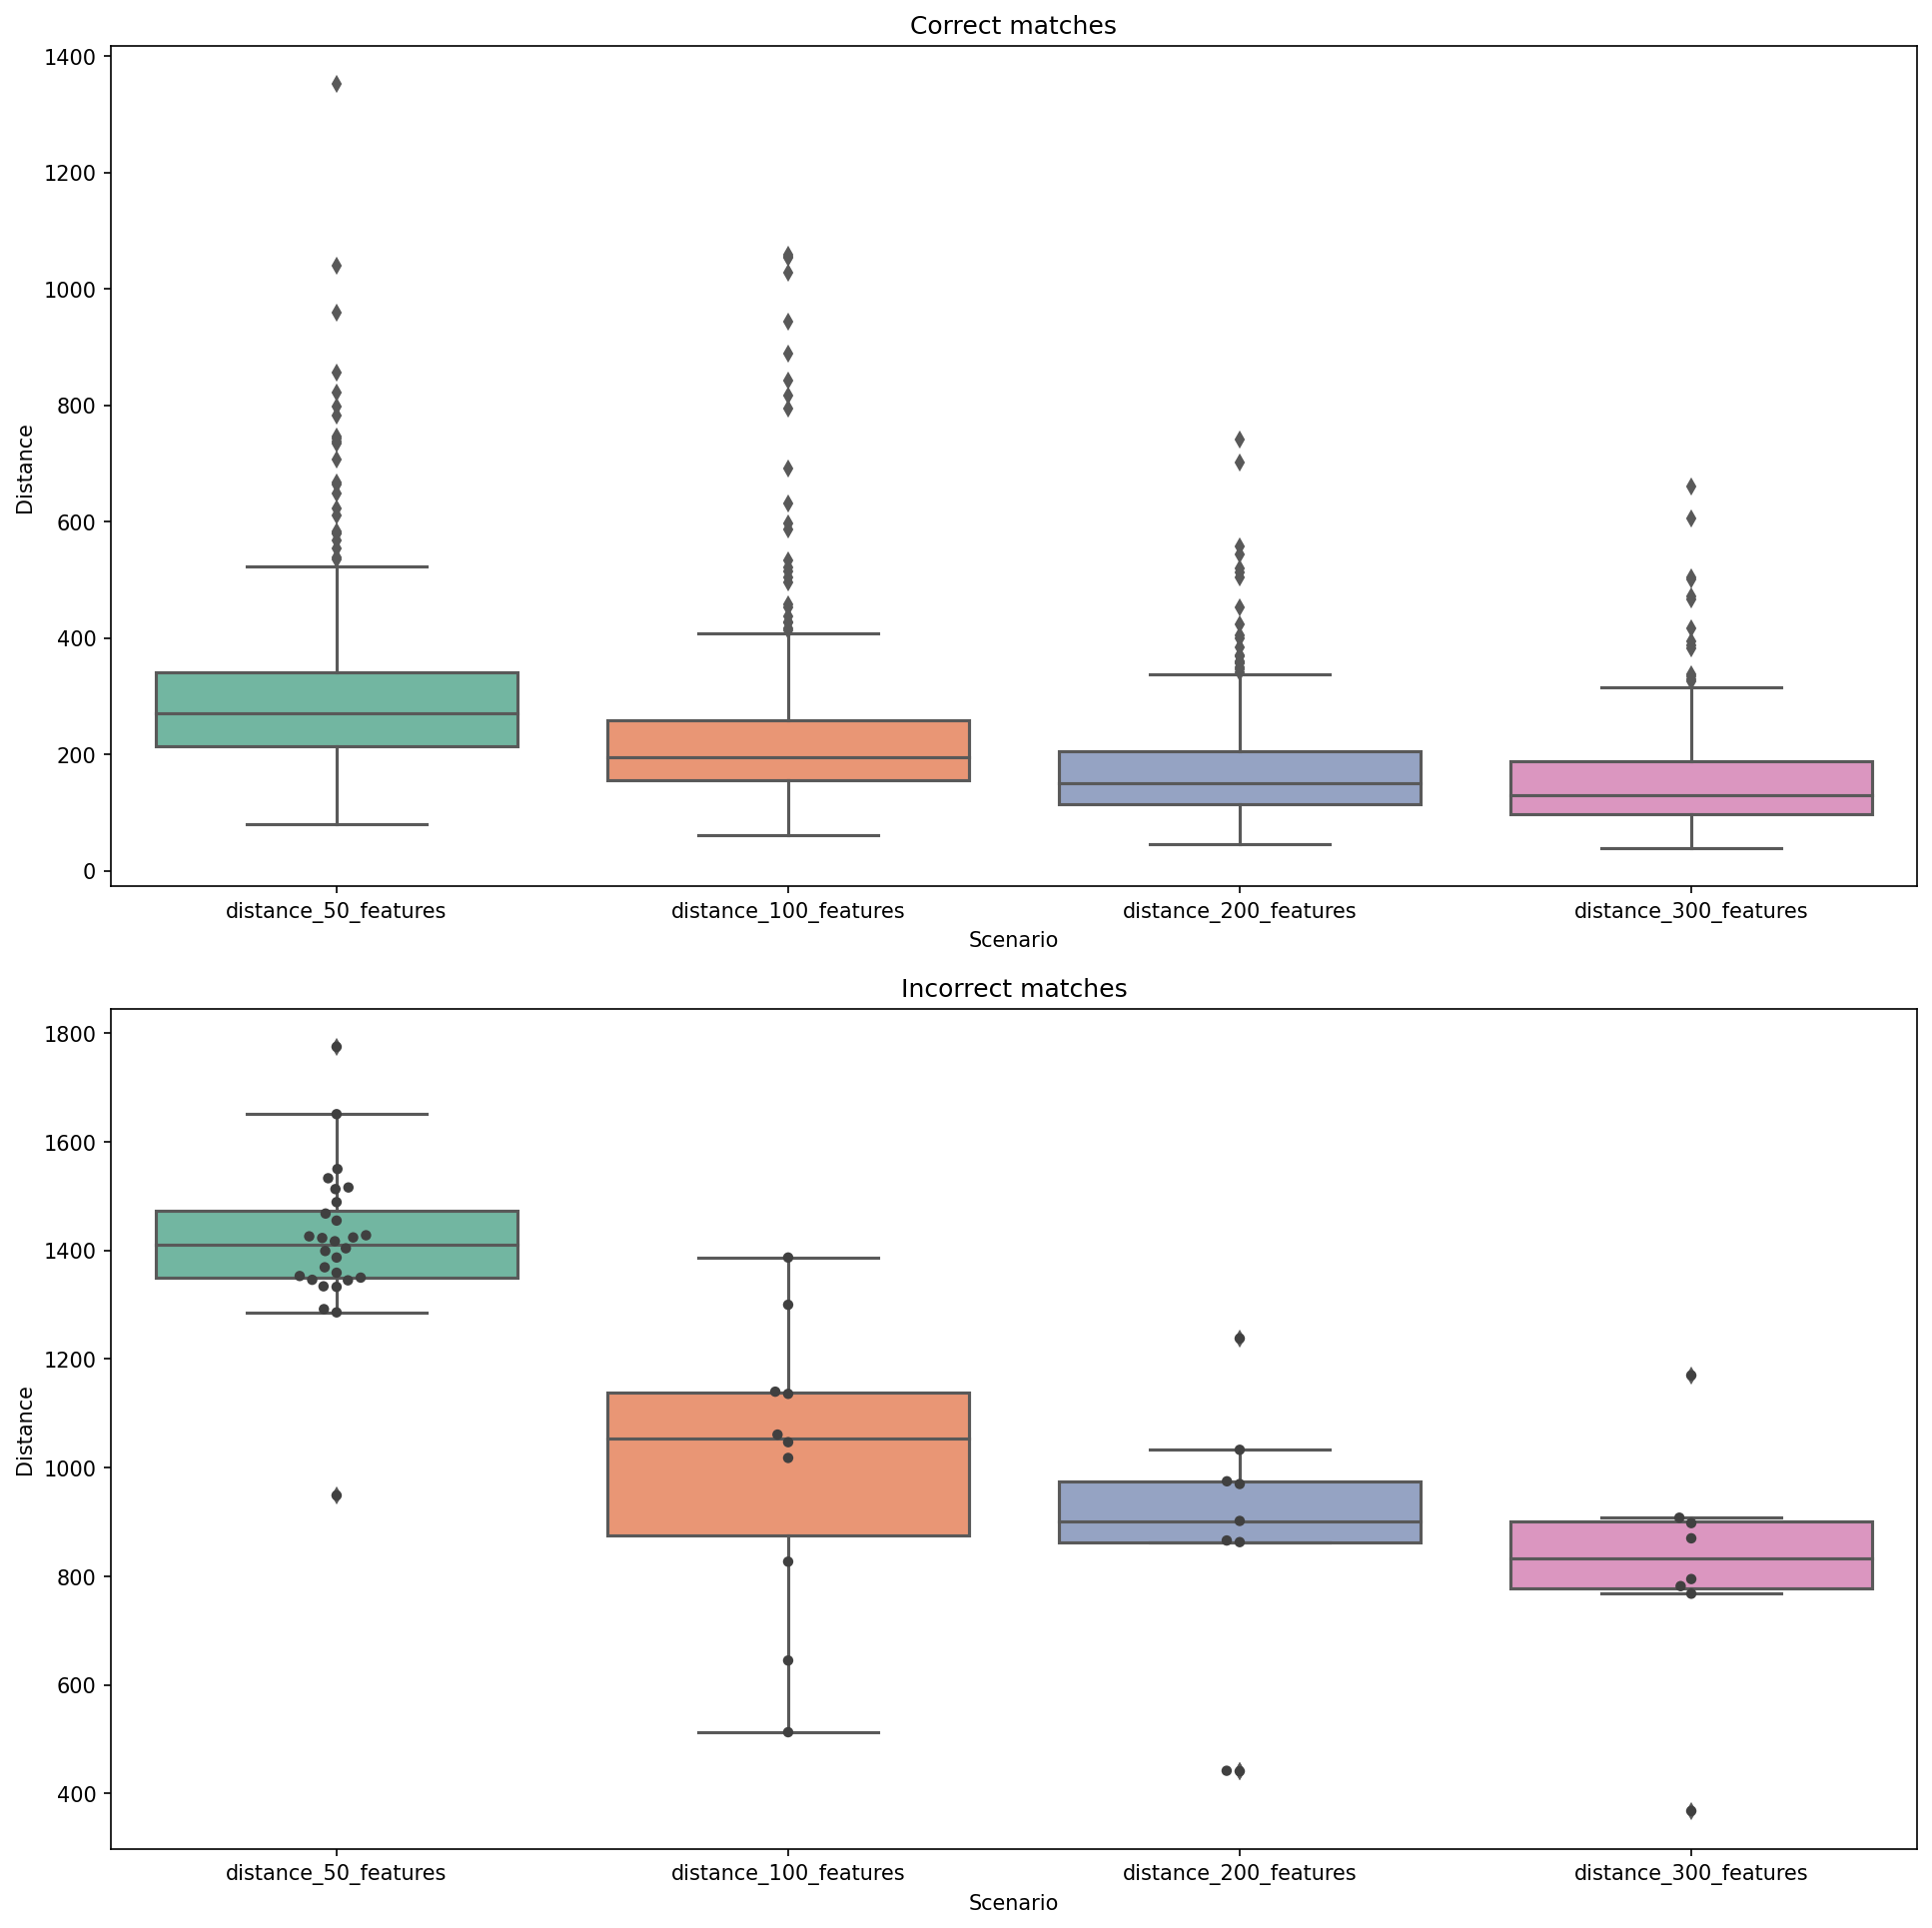 Correct matches
1400
1200
1000
800
600
400
200
0
Distance
distance_50_features distance_100_features distance_200_features distance_300_features
Scenario
Incorrect matches
1800
1600
1400
1200
1000
800
600
400
Distance
distance_50_features distance_100_features distance_200_features distance_300_features
Scenario